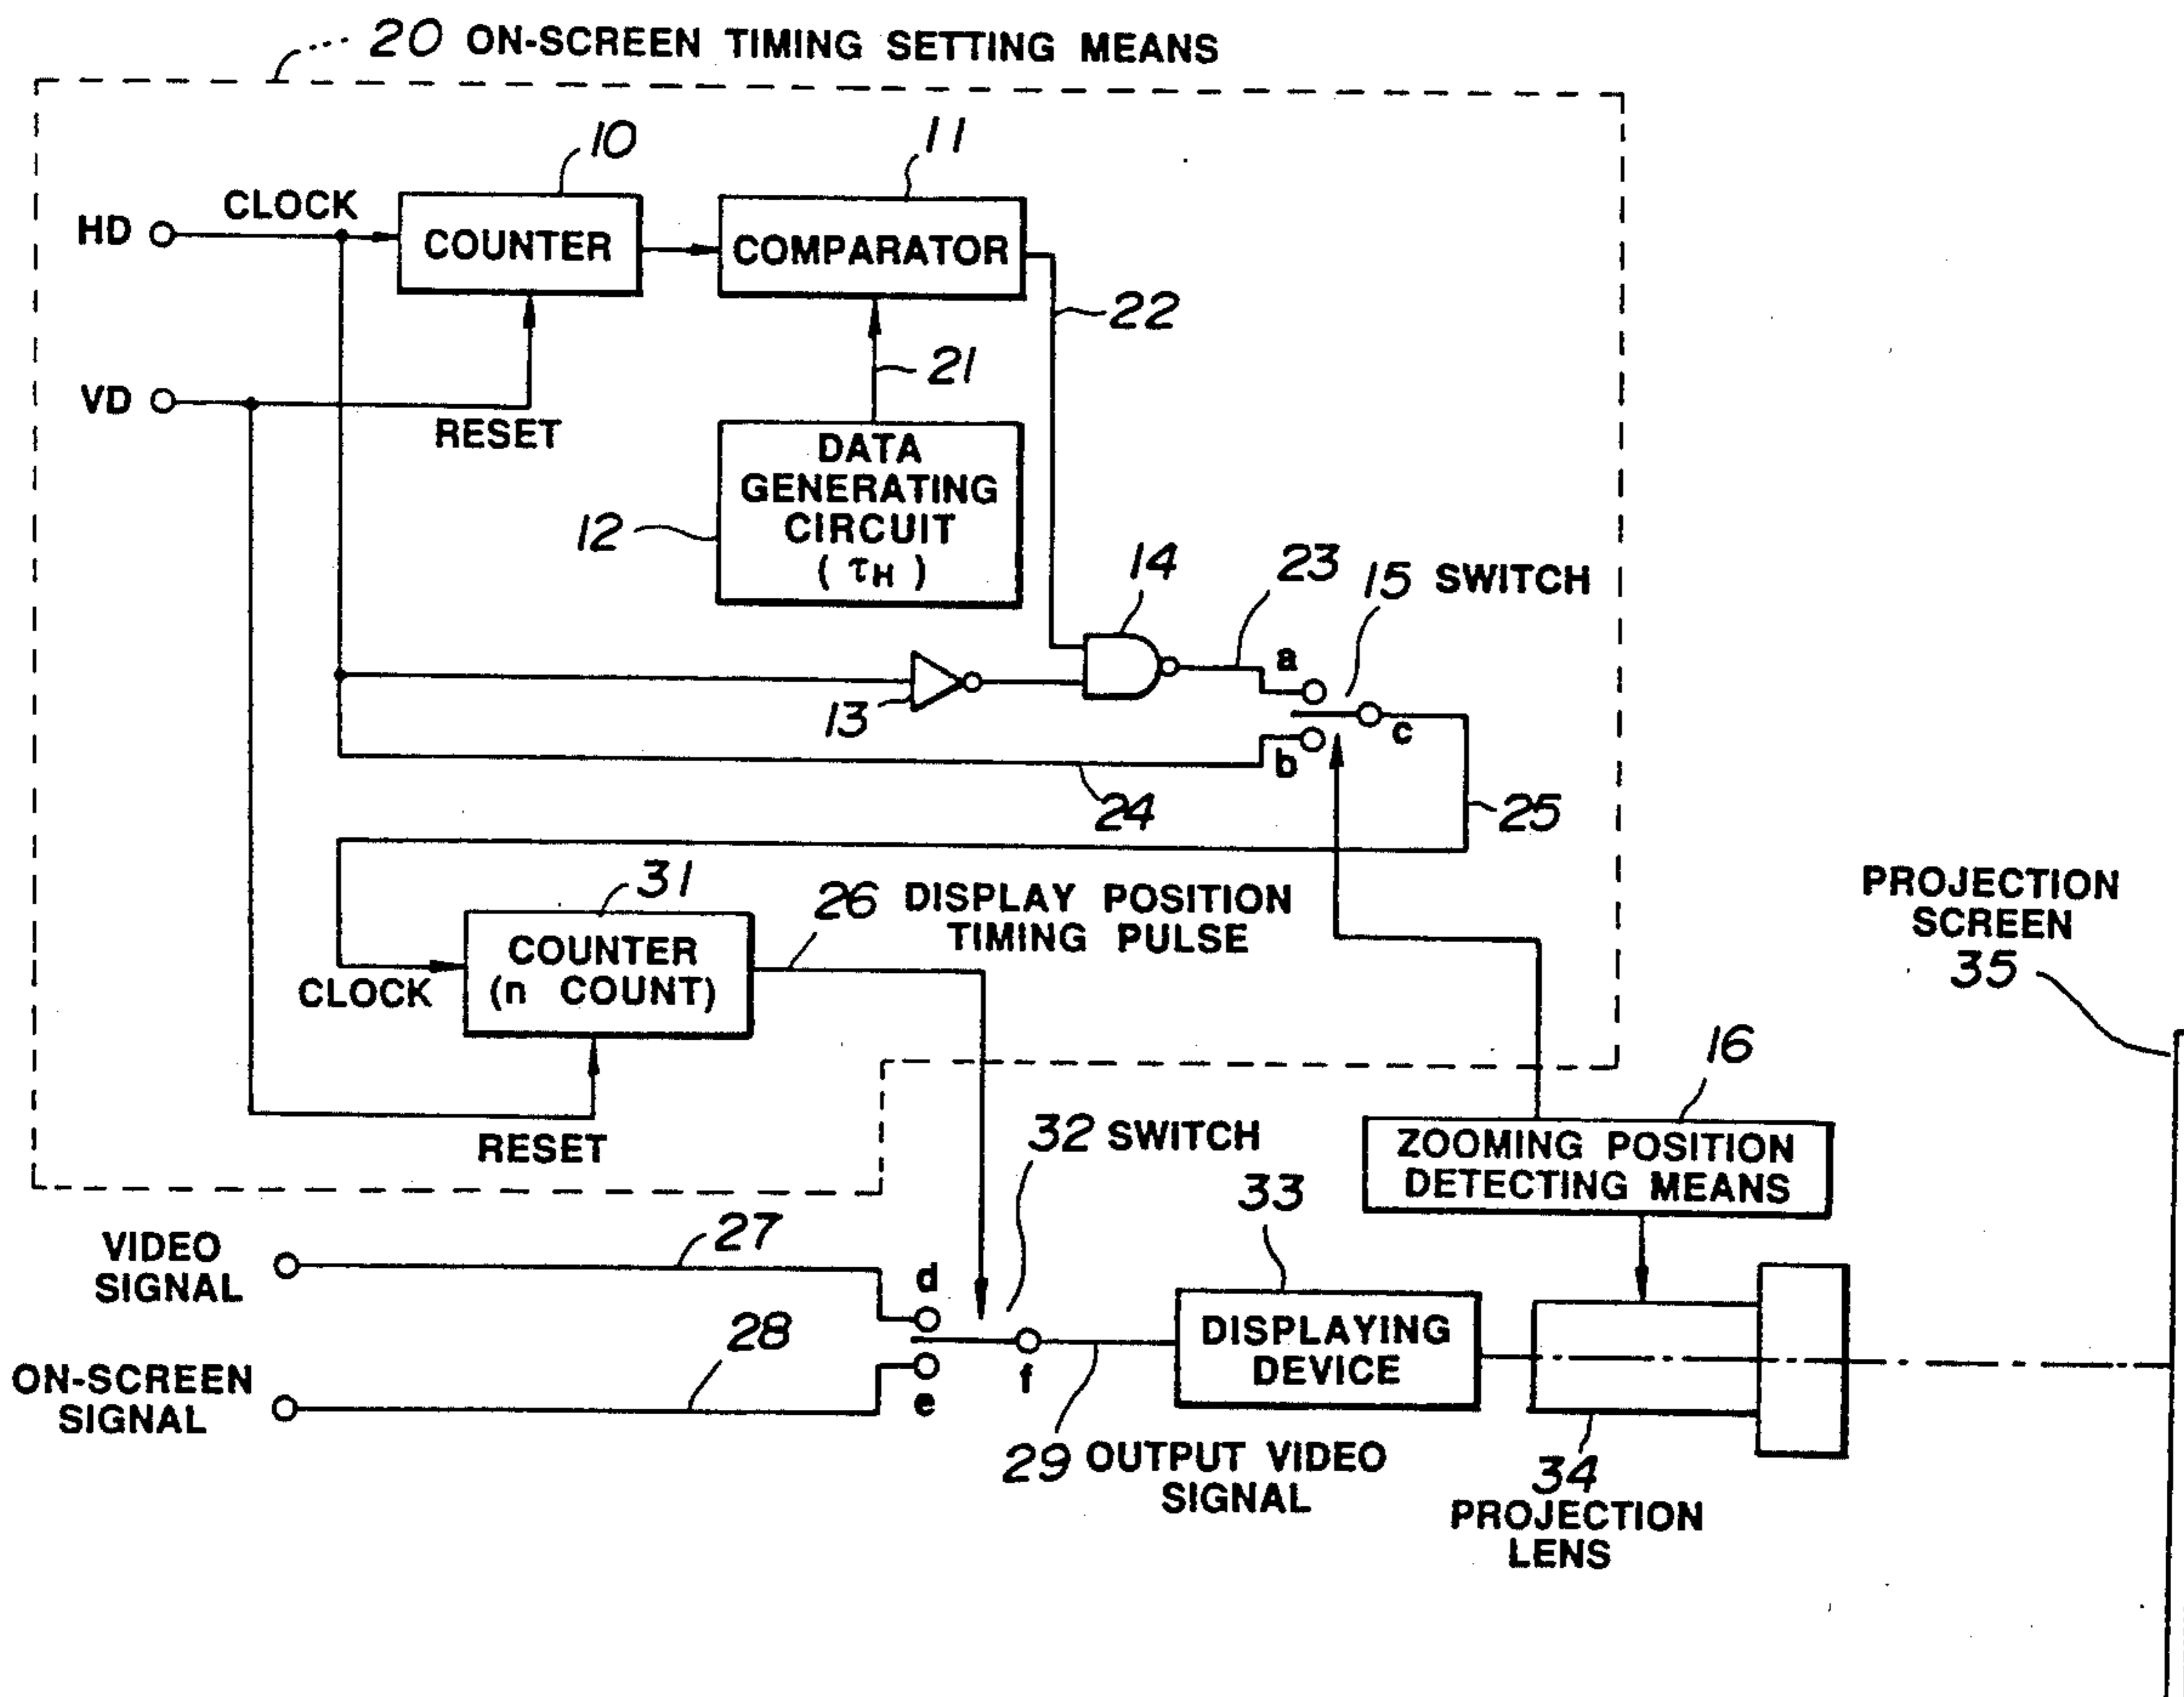 20 ON-SCREEN TIMING SETTING MEANS
10
11
HD
CLOCK
COUNTER
COMPARATOR
22
21
VD
RESET
DATA
GENERATING
CIRCUIT
( τH )
12
14
23
15 SWITCH
13
a
b
c
24
25
31
26 DISPLAY POSITION
TIMING PULSE
COUNTER
(n COUNT)
CLOCK
RESET
PROJECTION
SCREEN
35
16
ZOOMING POSITION
DETECTING MEANS
32 SWITCH
33
VIDEO
SIGNAL
27
d
28
e
f
ON-SCREEN
SIGNAL
DISPLAYING
DEVICE
29 OUTPUT VIDEO
SIGNAL
34
PROJECTION
LENS